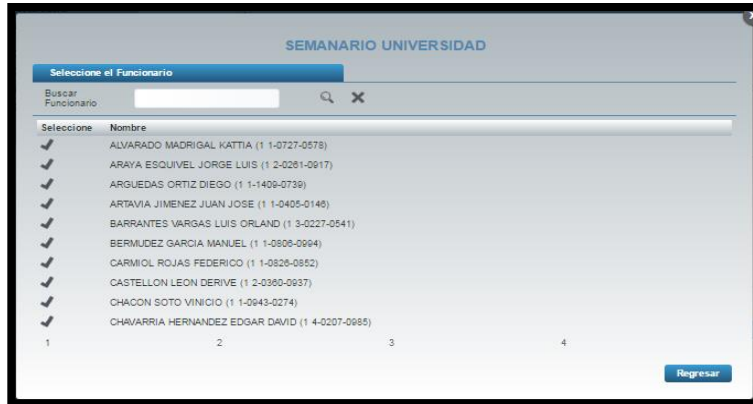 SEMANARIO UNIVERSIDAD
Seleccione el Funcionario
Buscar
Funcionario
Seleccione Nombre
ALVARADO MADRIGAL KATTIA (1 1-0727-0578)
ARAYA ESQUIVEL JORGE LUIS (1 2-0261-0917)
ARGUEDAS ORTIZ DIEGO (1 1-1409-0739)
ARTAVIA JIMENEZ JUAN JOSE (1 1-0405-0146)
BARRANTES VARGAS LUIS ORLAND (1 3-0227-0541)
BERMUDEZ GARCIA MANUEL (1 1-0806-0994)
CARMIOL ROJAS FEDERICO (1 1-0826-0852)
CASTELLON LEON DERIVE (1 2-0360-0937)
CHACON SOTO VINICIO (1 1-0943-0274)
CHAVARRIA HERNANDEZ EDGAR DAVID (1 4-0207-0985)
1 2 3 4
Regresar